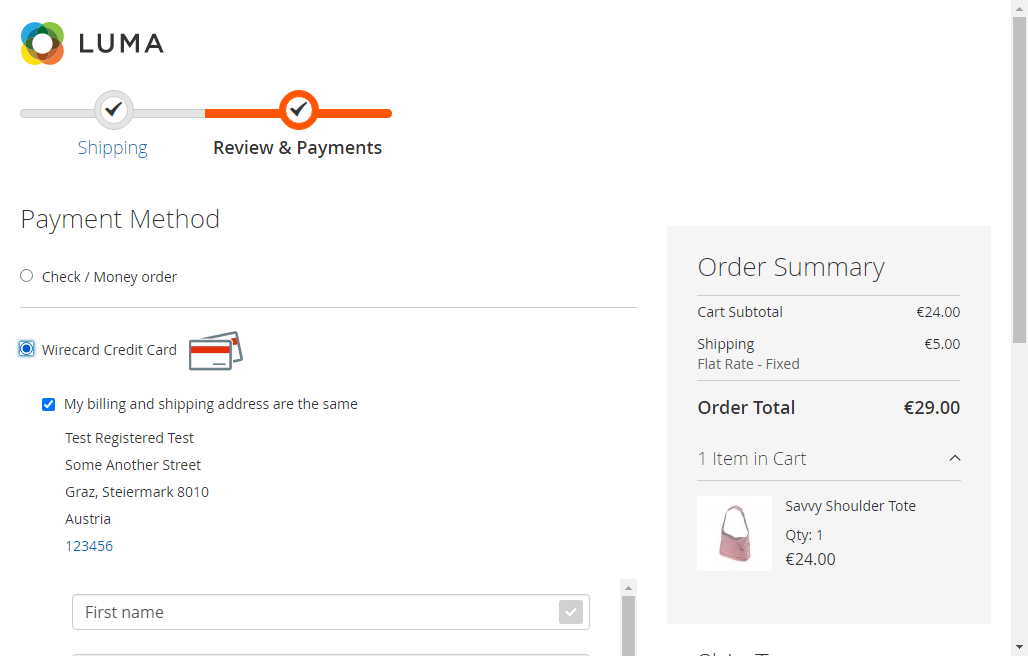 LUMA
Shipping
Review & Payments
Payment Method
Check / Money order
Wirecard Credit Card
My billing and shipping address are the same
Test Registered Test
Some Another Street
Graz, Steiermark 8010
Austria
123456
First name
Order Summary
Cart Subtotal €24.00
Shipping €5.00
Flat Rate - Fixed
Order Total €29.00
1 Item in Cart
Savvy Shoulder Tote
Qty: 1
€24.00